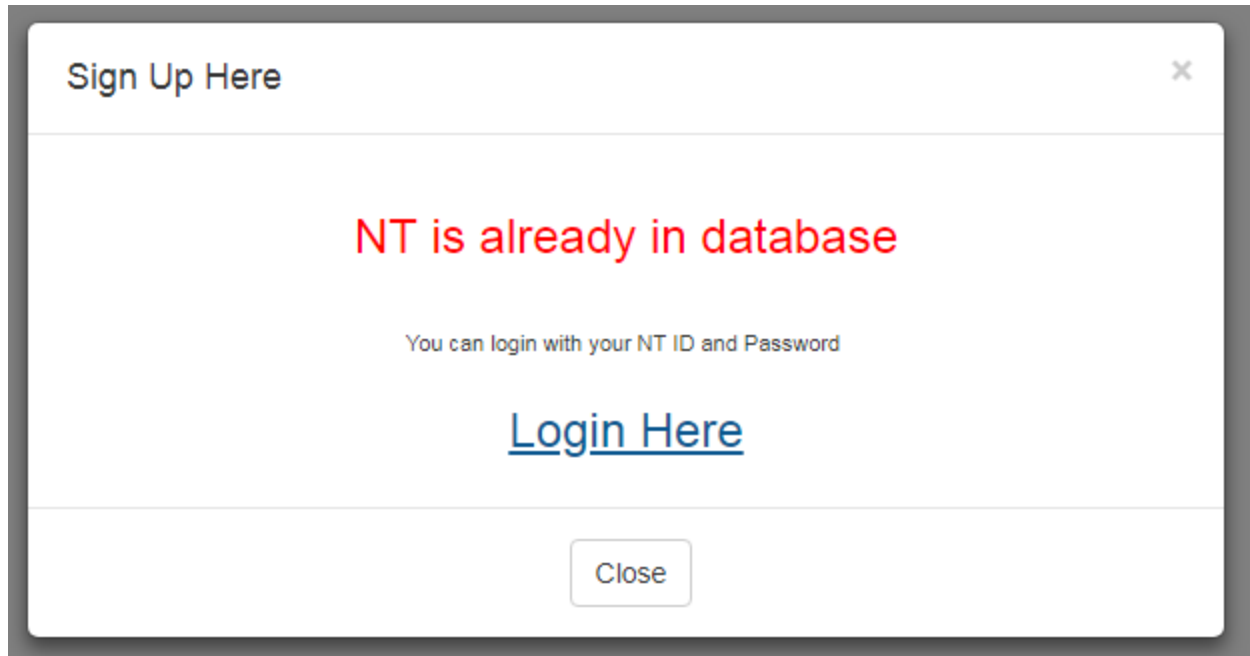 Sign Up Here ×
NT is already in database
You can login with your NT ID and Password
Login Here
Close